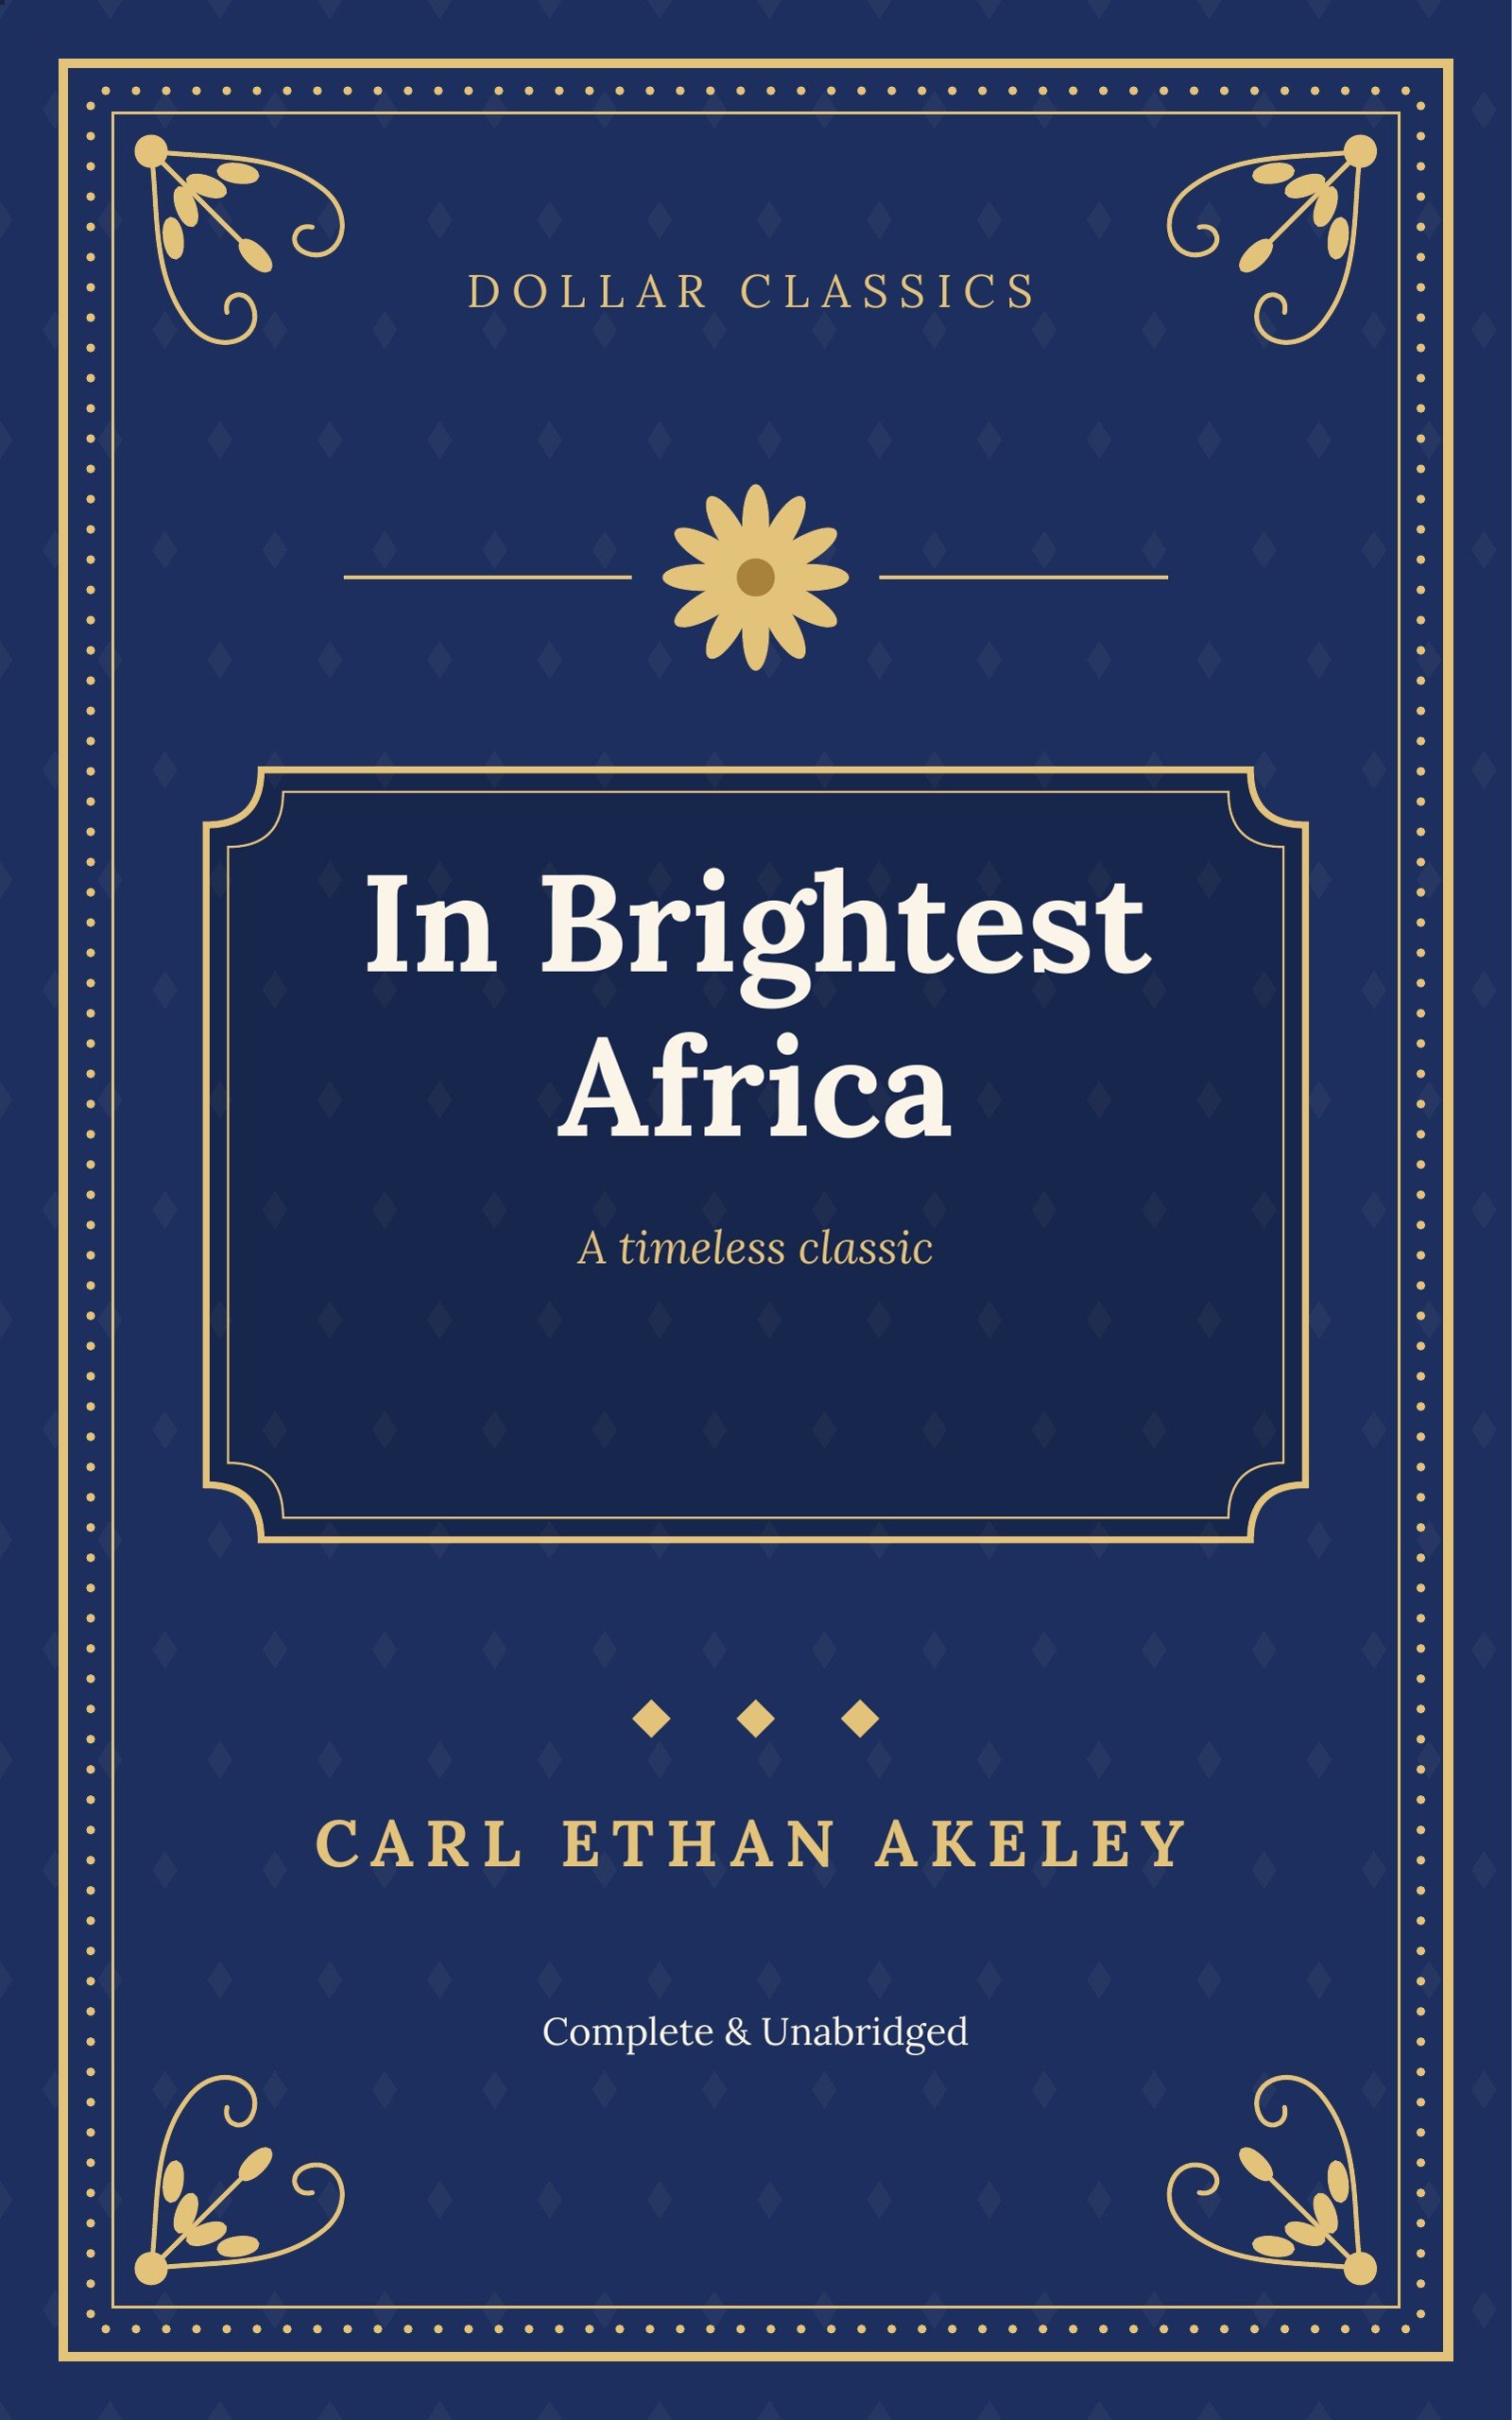 DOLLAR CLASSICS
In Brightest
Africa
A timeless classic
CARL ETHAN AKELEY
Complete & Unabridged